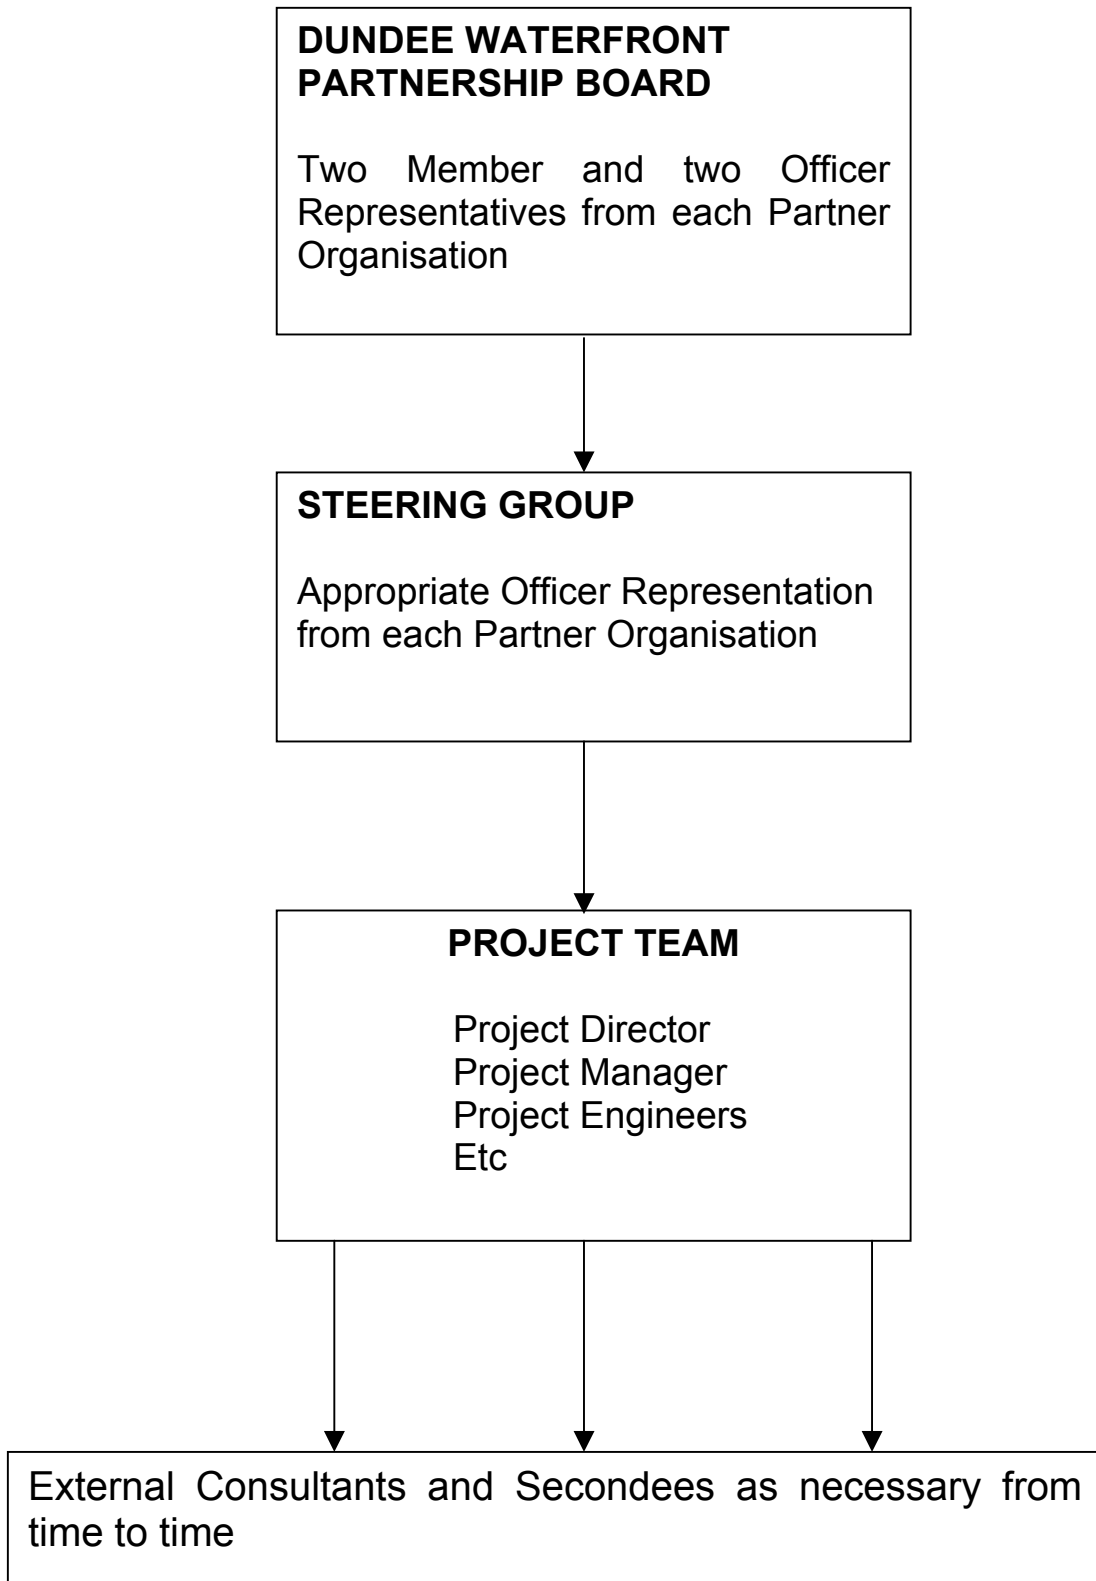 DUNDEE WATERFRONT
PARTNERSHIP BOARD
Two Member and two Officer
Representatives from each Partner
Organisation
STEERING GROUP
Appropriate Officer Representation
from each Partner Organisation
PROJECT TEAM
Project Director
Project Manager
Project Engineers
Etc
External Consultants and Secondees as necessary from
time to time